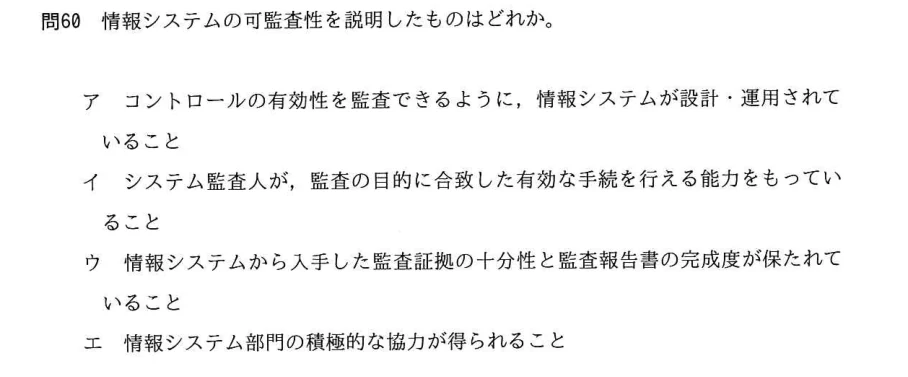 問60 情報システムの可監査性を説明したものはどれか。
ア コントロールの有効性を監査できるように，情報システムが設計・運用されて
いること
イ システム監査人が，監査の目的に合致した有効な手続を行える能力をもってい
ること
ウ 情報システムから入手した監査証拠の十分性と監査報告書の完成度が保たれて
いること
エ 情報システム部門の積極的な協力が得られること